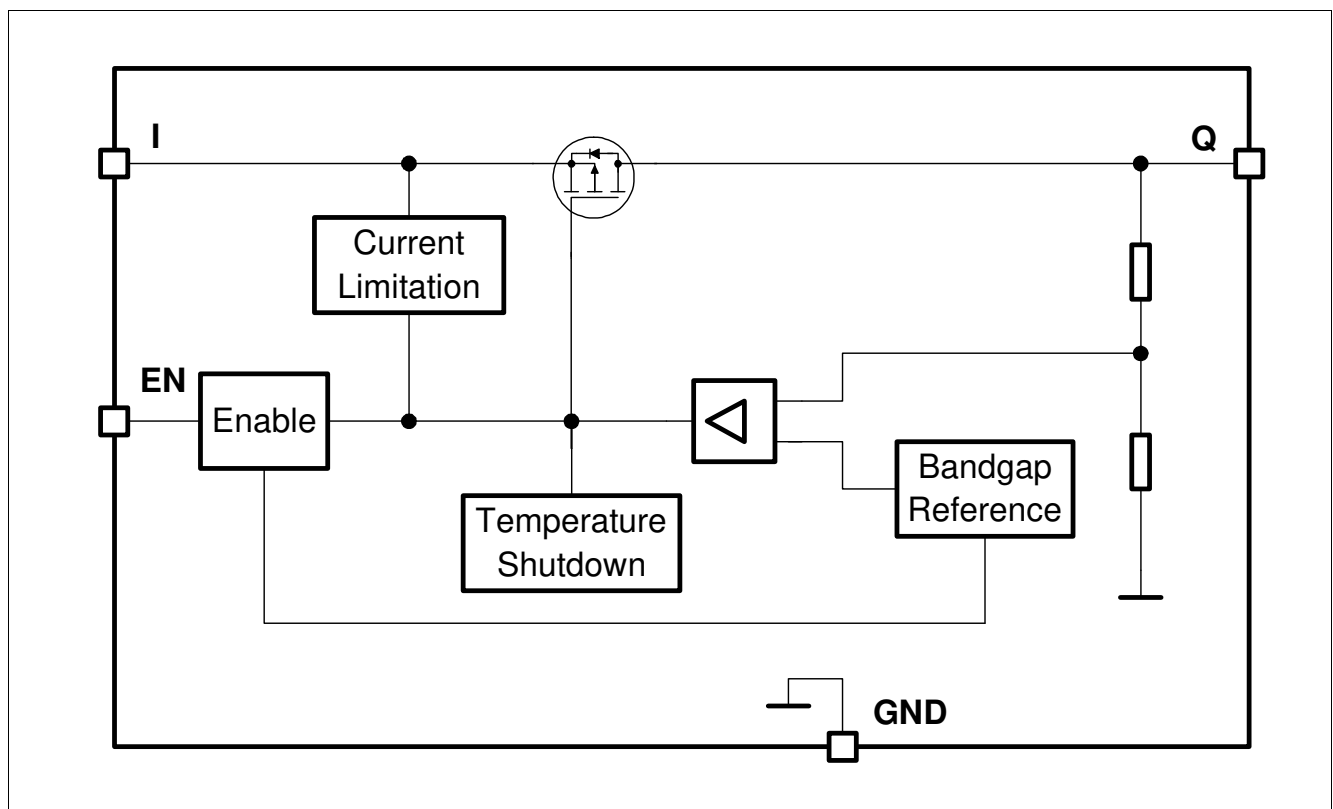 I
Q
Current
Limitation
EN
Enable
Bandgap
Reference
Temperature
Shutdown
GND